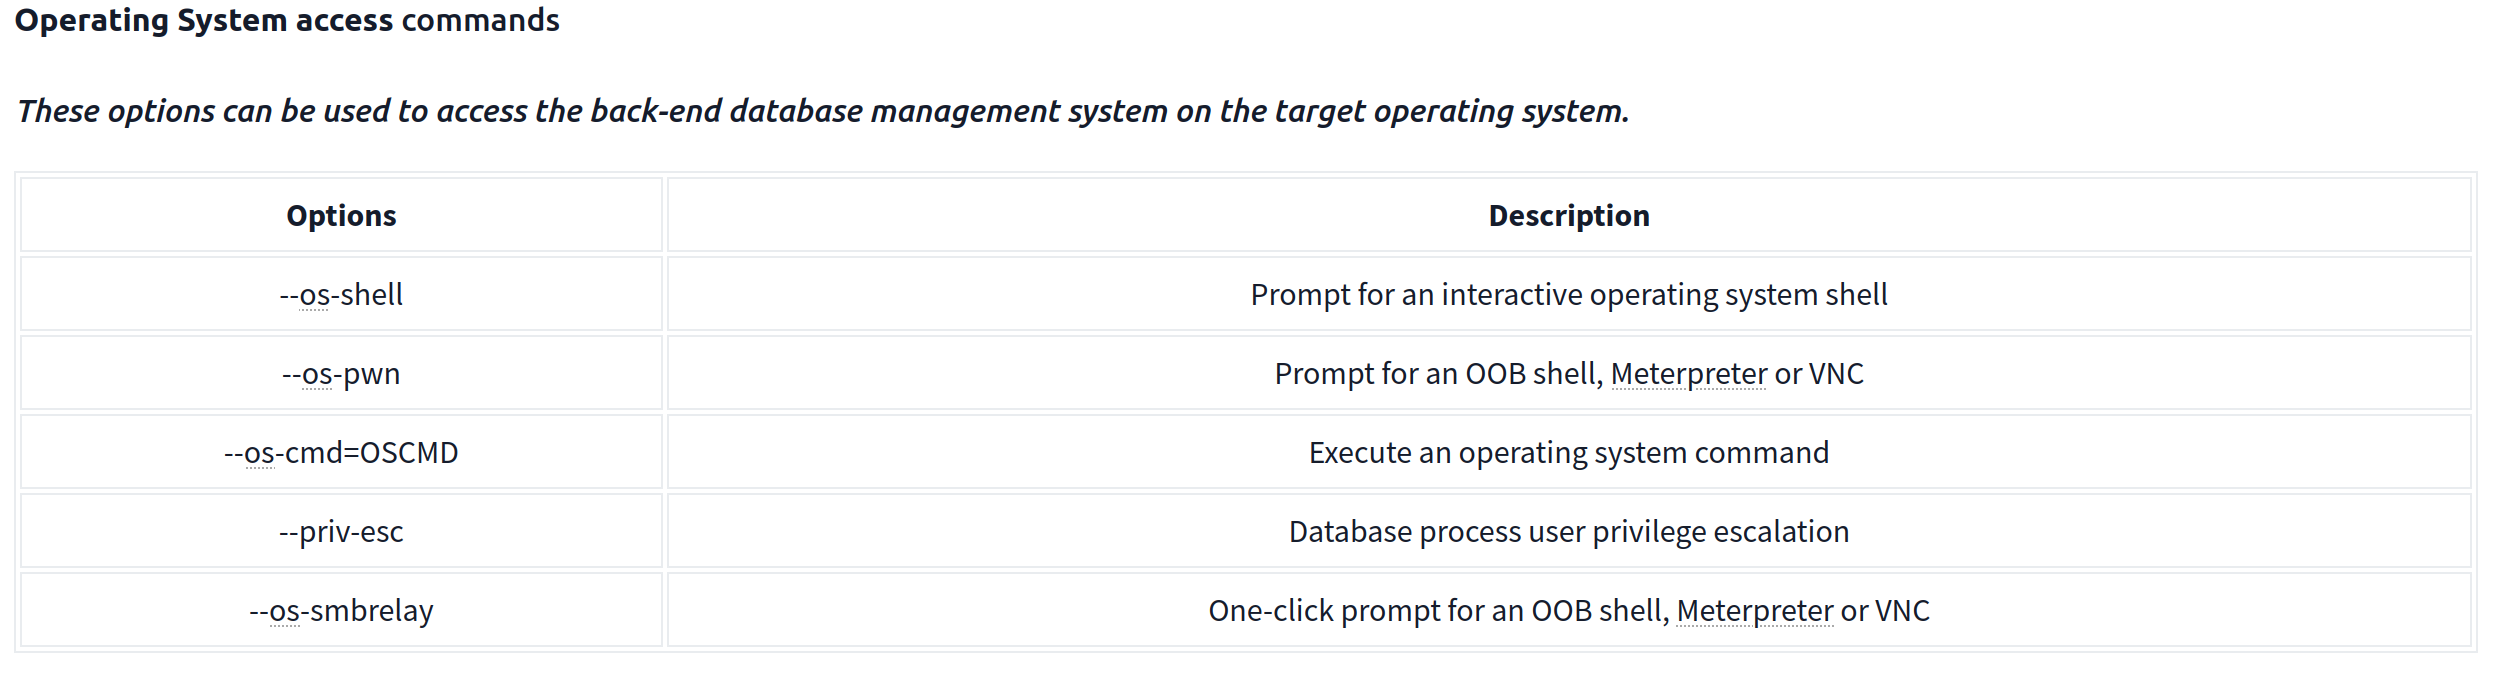 Operating System access commands
These options can be used to access the back-end database management system on the target operating system.
Options Description
--os-shell Prompt for an interactive operating system shell
--os-pwn Prompt for an OOB shell, Meterpreter or VNC
--os-cmd=OSCMD Execute an operating system command
--priv-esc Database process user privilege escalation
--os-smbrelay One-click prompt for an OOB shell, Meterpreter or VNC